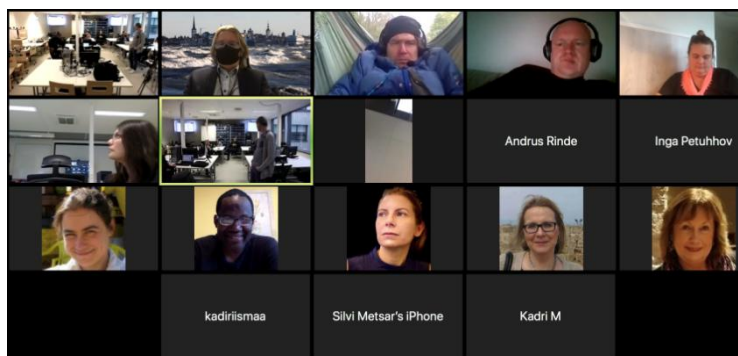 Andrus Rinde
Inga Petuhhov
kadiriismaa
Silvi Metsar's iPhone
Kadri M